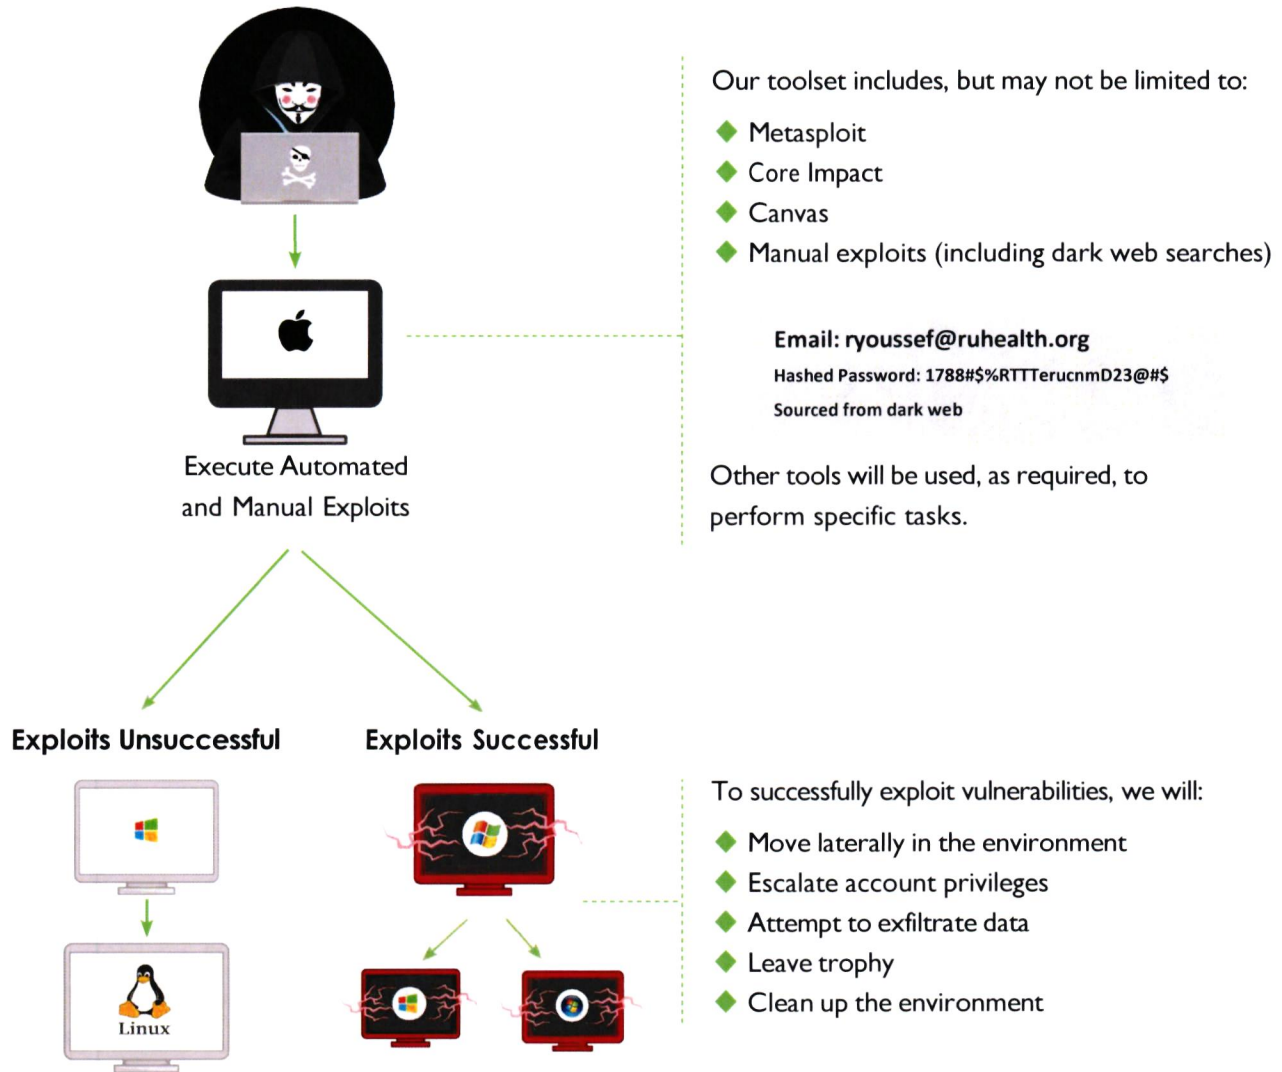 Our toolset includes, but may not be limited to:
Metasploit
Core Impact
Canvas
Manual exploits (including dark web searches)
Email: ryoussef@ruhealth.org
Hashed Password: 1788#$%RTTTerucnmD23@#$
Sourced from dark web
Other tools will be used, as required, to
perform specific tasks.
Execute Automated
and Manual Exploits
Exploits Unsuccessful
Exploits Successful
Linux
To successfully exploit vulnerabilities, we will:
Move laterally in the environment
Escalate account privileges
Attempt to exfiltrate data
Leave trophy
Clean up the environment